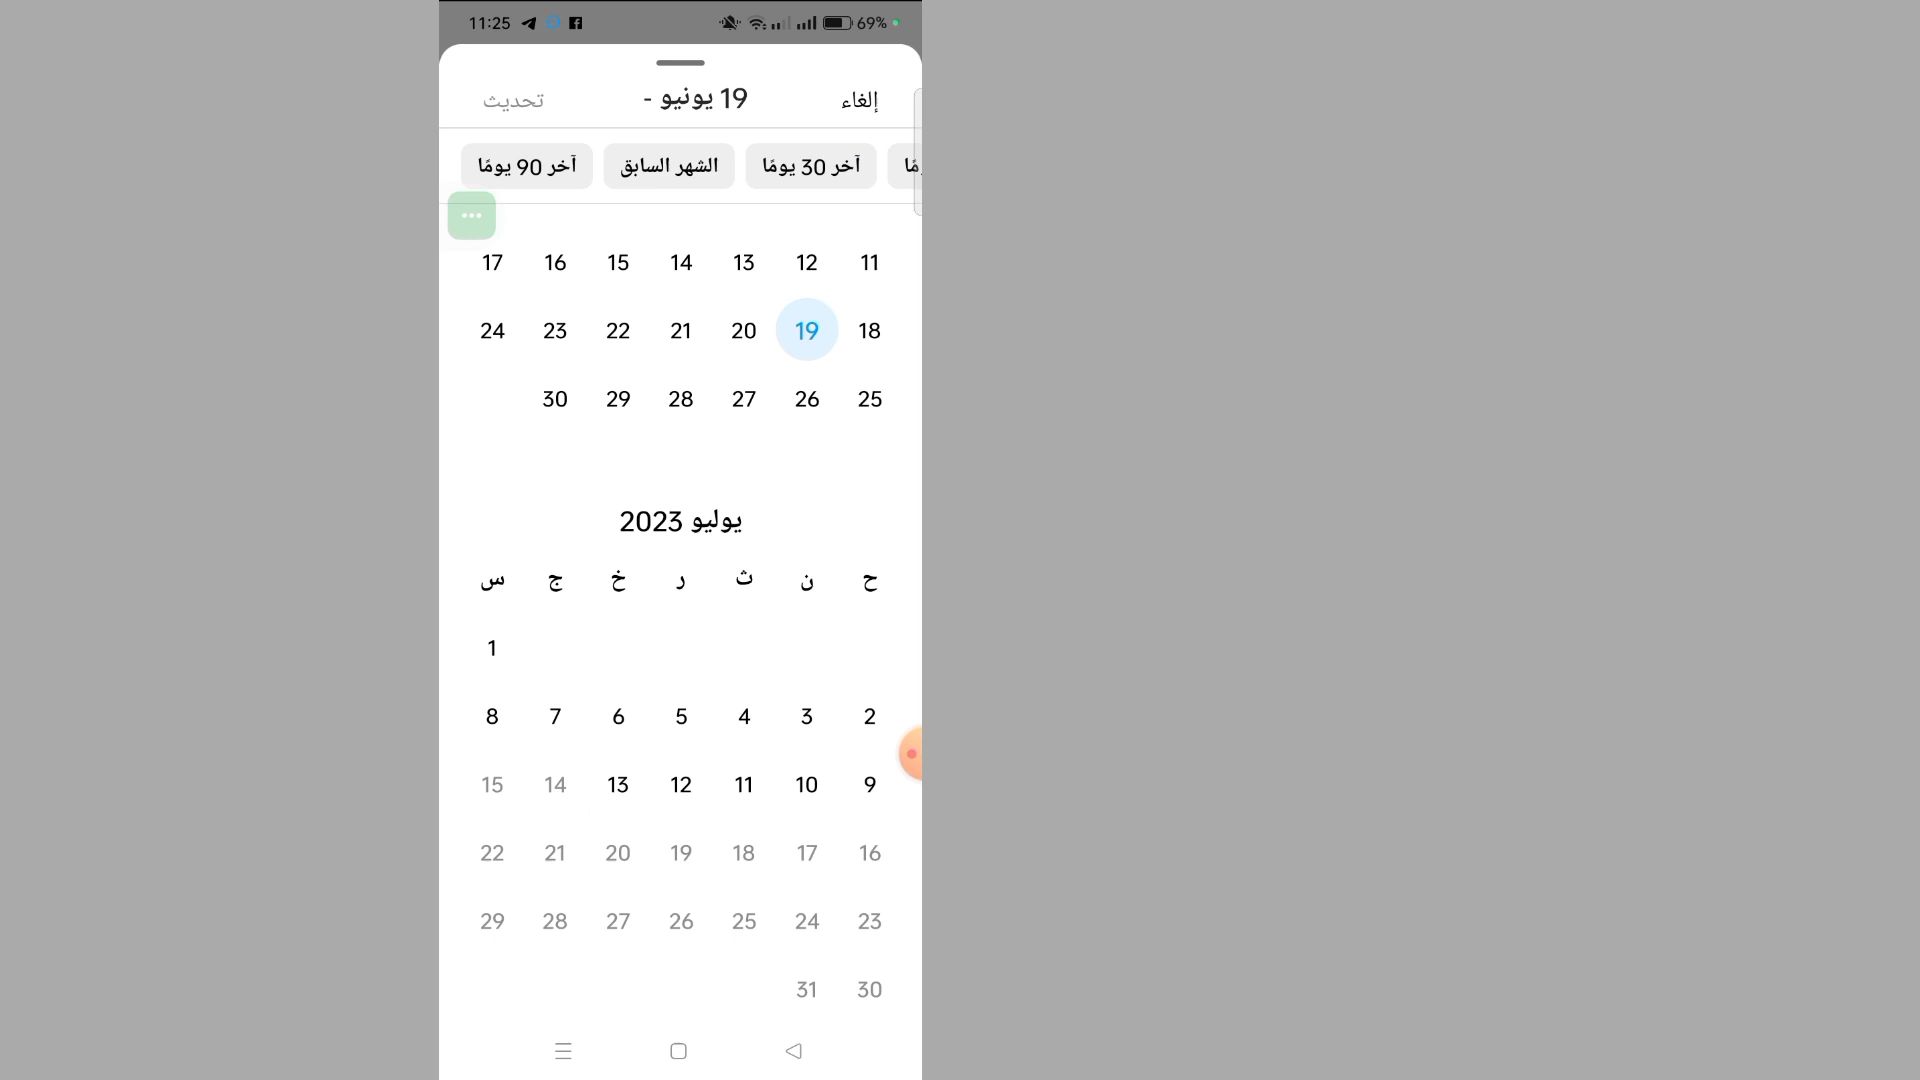 11:25 69%
إلغاء 19 يونيو - تحديث
آخر 30 يومًا الشهر السابق آخر 90 يومًا
11 12 13 14 15 16 17
18 19 20 21 22 23 24
25 26 27 28 29 30
يوليو 2023
ح ن ث ر خ ج س
1
2 3 4 5 6 7 8
9 10 11 12 13 14 15
16 17 18 19 20 21 22
23 24 25 26 27 28 29
30 31